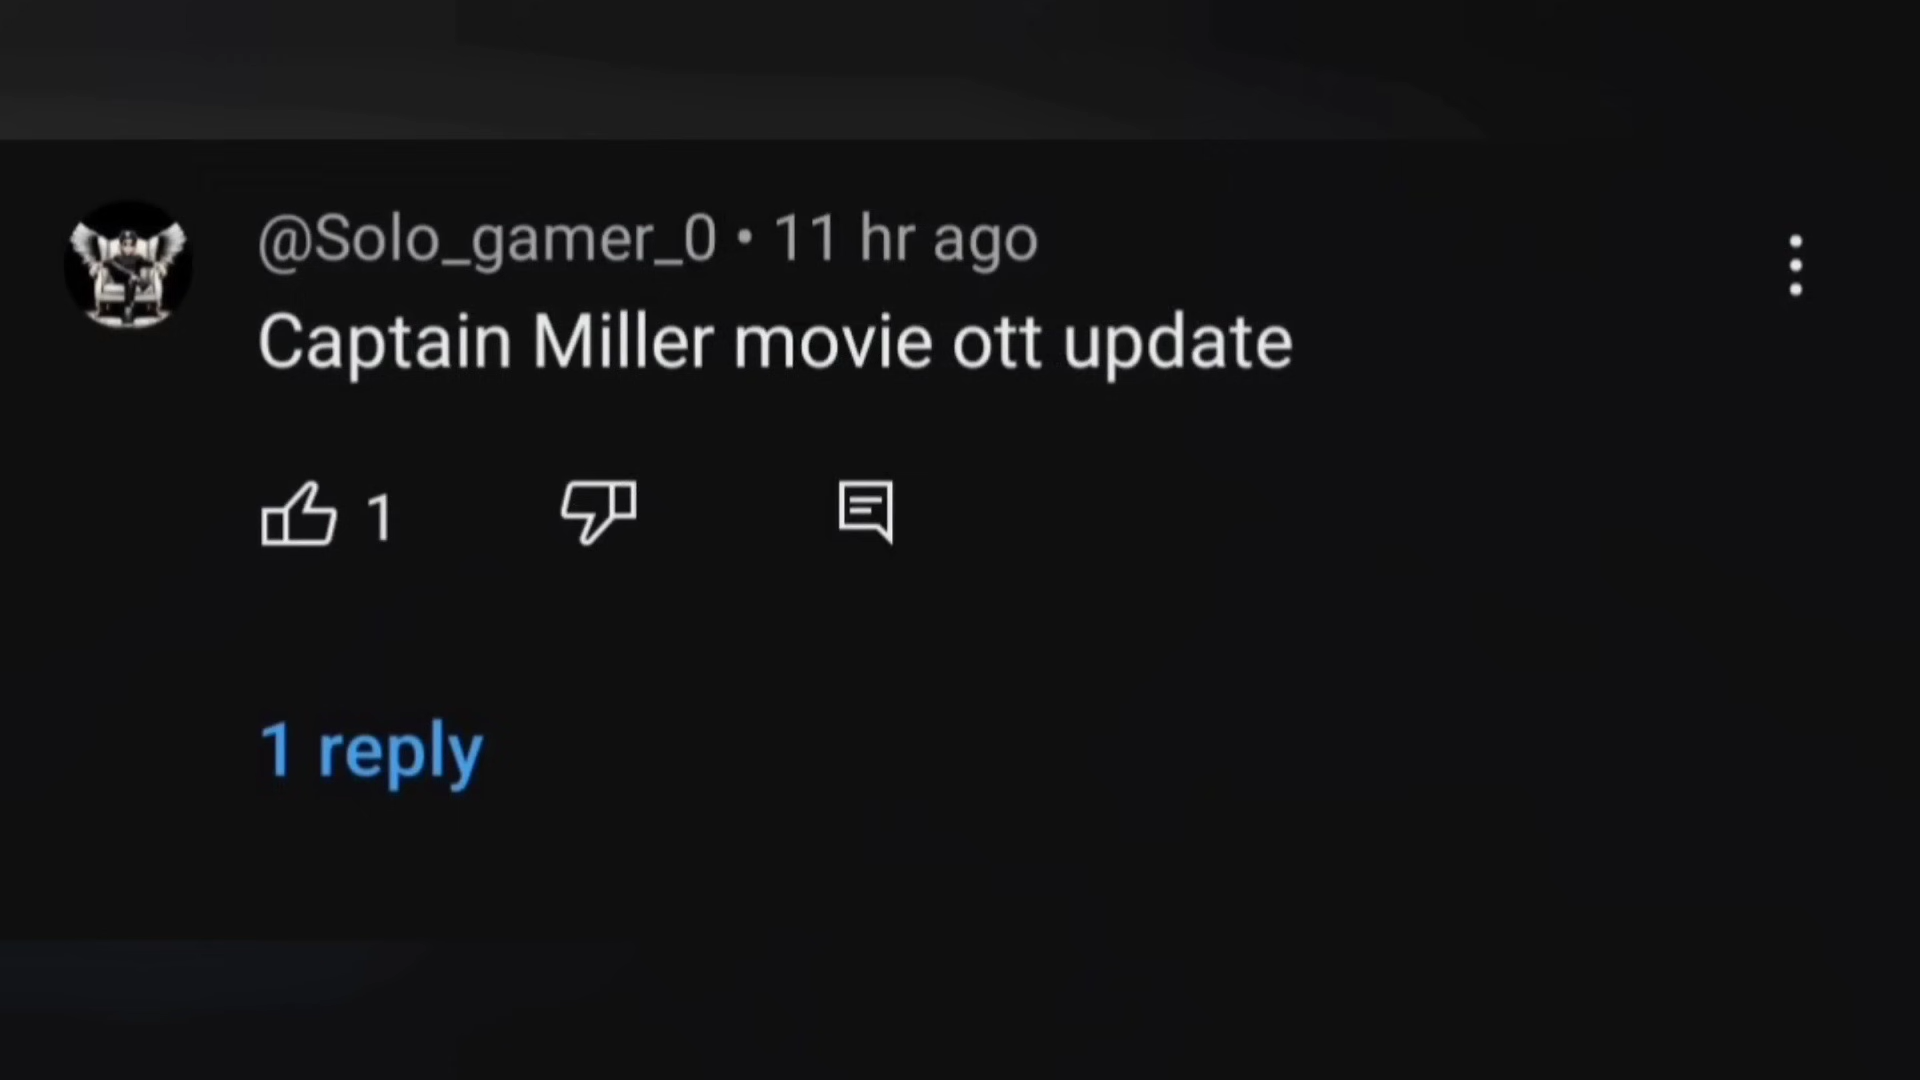 @Solo_gamer_0 • 11 hr ago
Captain Miller movie ott update
1
1 reply